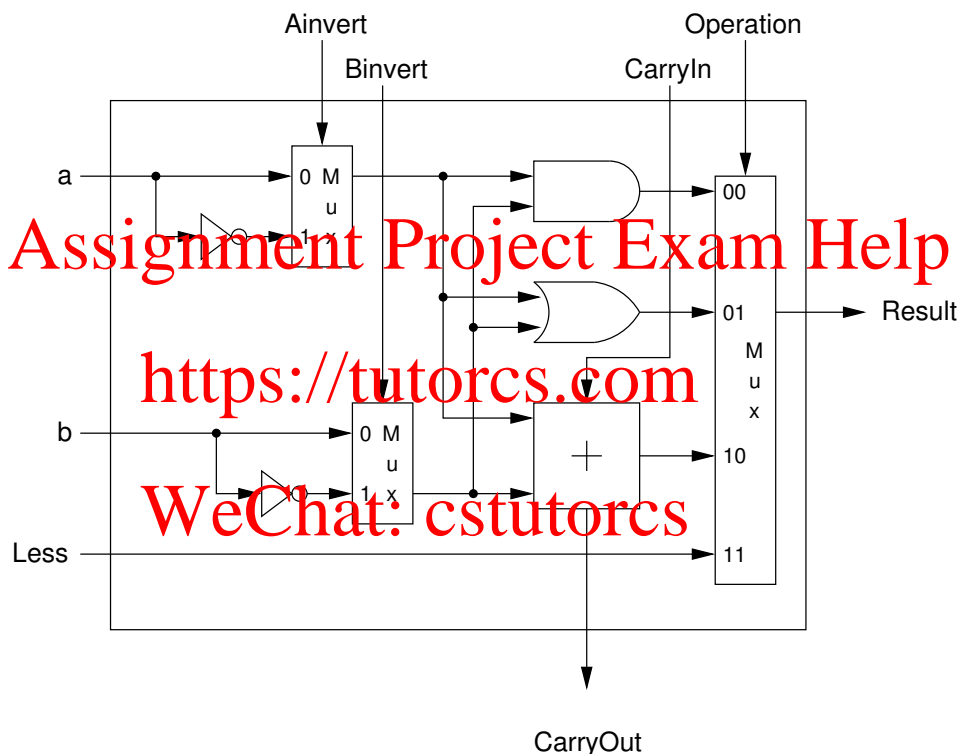 Ainvert
Operation
Binvert
CarryIn
a
0 M
u
1 x
00
Assignment Project Exam Help
01
Result
M
u
x
https://tutorcs.com
b
0 M
u
1 x
+
10
WeChat: cstutorcs
Less
11
CarryOut